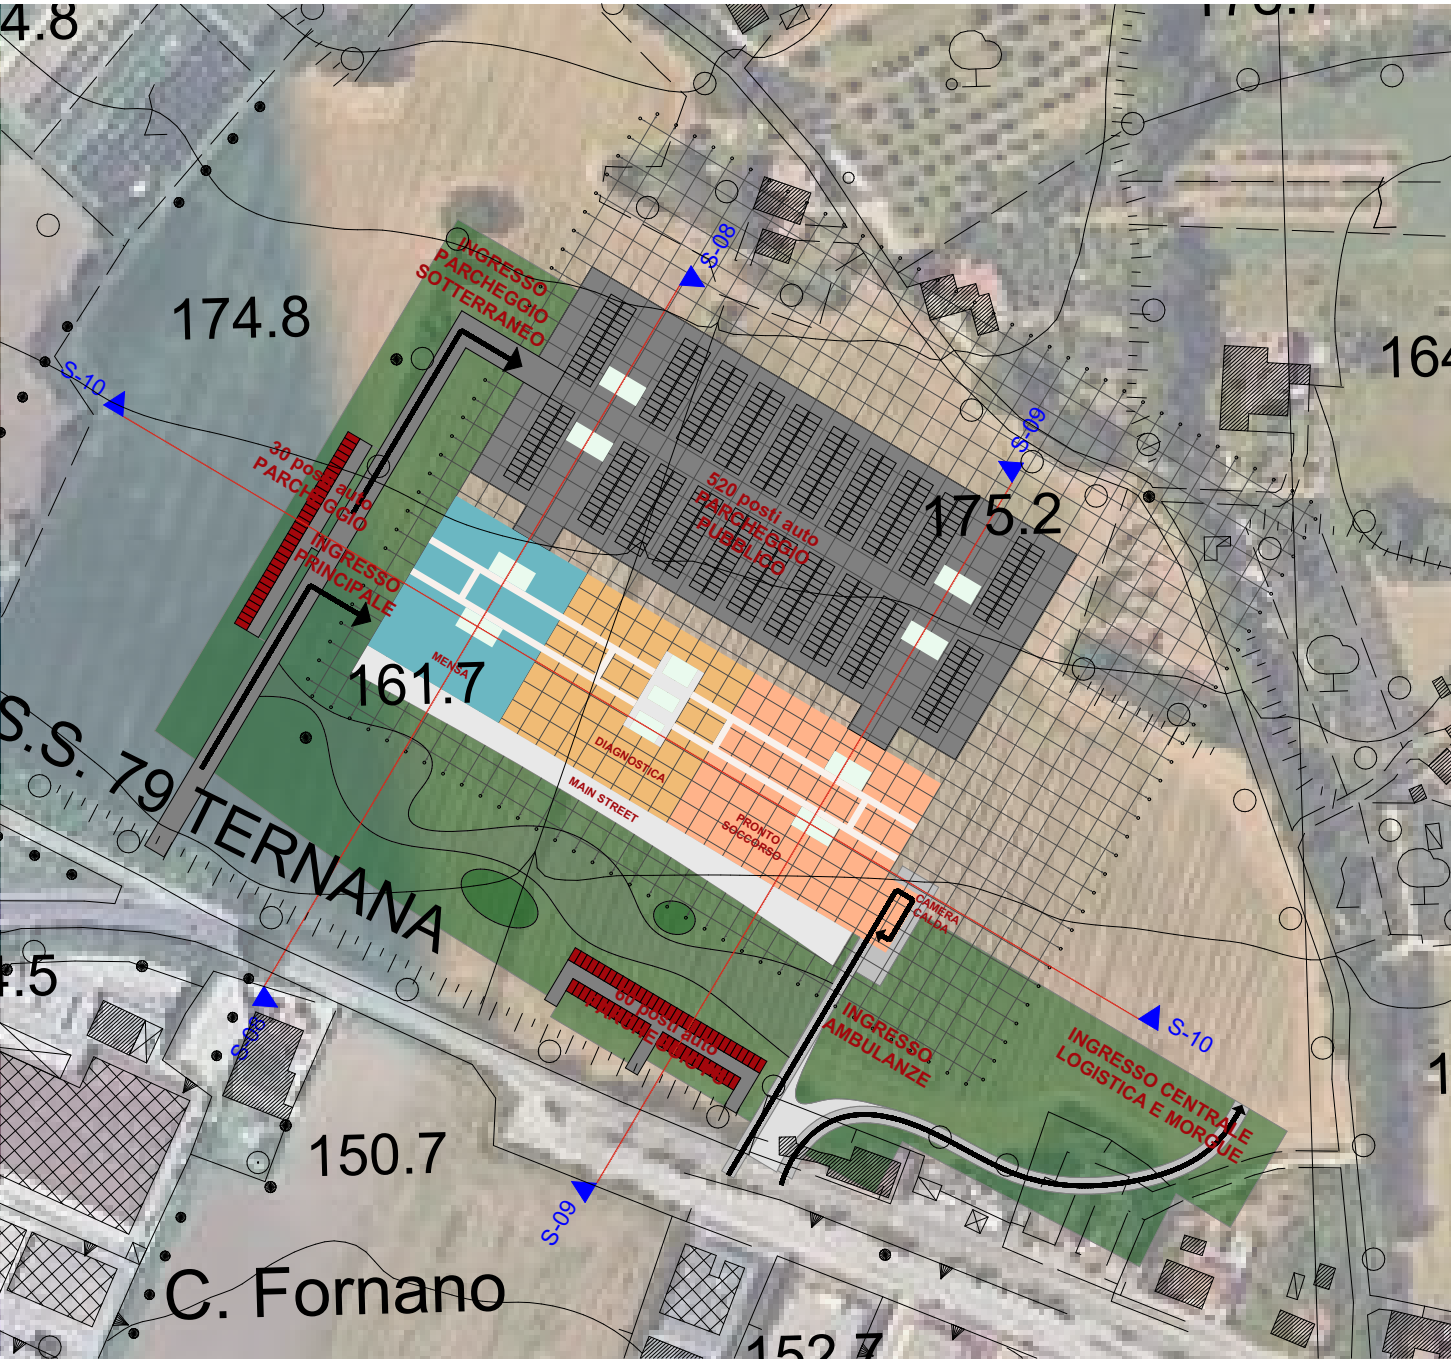 4.8
S-08
INGRESSO
PARCHEGGIO
SOTTERRANEO
174.8
164
S-10
S-09
30 posti auto
PARCHEGGIO
520 posti auto
PARCHEGGIO
PUBBLICO
175.2
INGRESSO
PRINCIPALE
MENSA
161.7
S.S. 79 TERNANA
DIAGNOSTICA
MAIN STREET
PRONTO
SOCCORSO
CAMERA
CALDA
4.5
60 posti auto
PARCHEGGIO
INGRESSO
AMBULANZE
S-08
S-10
INGRESSO CENTRALE
LOGISTICA E MORGUE
150.7
S-09
C. Fornano
152.7